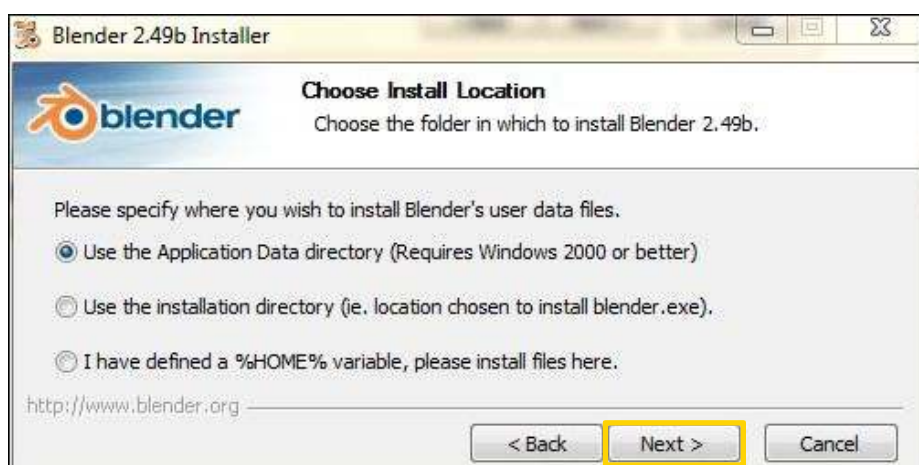 Blender 2.49b Installer
blender
Choose Install Location
Choose the folder in which to install Blender 2.49b.
Please specify where you wish to install Blender's user data files.
Use the Application Data directory (Requires Windows 2000 or better)
Use the installation directory (ie. location chosen to install blender.exe).
I have defined a %HOME% variable, please install files here.
http://www.blender.org
< Back Next > Cancel